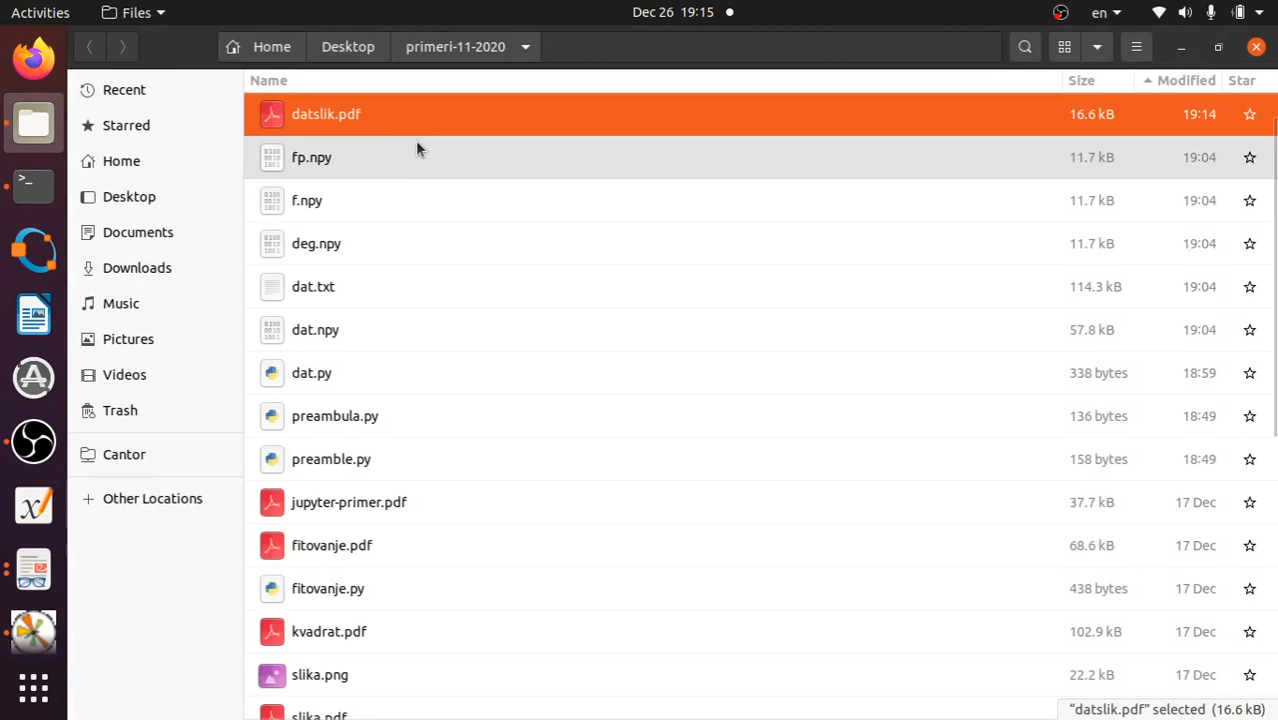 Activities Files Dec 26 19:15 en
Home Desktop primeri-11-2020
Recent
Starred
Home
Desktop
Documents
Downloads
Music
Pictures
Videos
Trash
Cantor
Other Locations
Name Size Modified Star
datslik.pdf 16.6 kB 19:14
fp.npy 11.7 kB 19:04
f.npy 11.7 kB 19:04
deg.npy 11.7 kB 19:04
dat.txt 114.3 kB 19:04
dat.npy 57.8 kB 19:04
dat.py 338 bytes 18:59
preambula.py 136 bytes 18:49
preamble.py 158 bytes 18:49
jupyter-primer.pdf 37.7 kB 17 Dec
fitovanje.pdf 68.6 kB 17 Dec
fitovanje.py 438 bytes 17 Dec
kvadrat.pdf 102.9 kB 17 Dec
slika.png 22.2 kB 17 Dec
slika.pdf
“datslik.pdf” selected (16.6 kB)